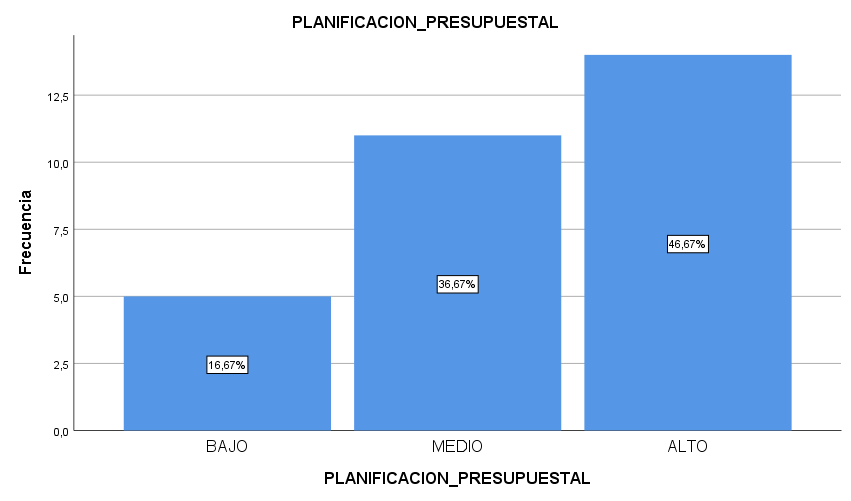 PLANIFICACION_PRESUPUESTAL
Frecuencia
12,5
10,0
7,5
5,0
2,5
0,0
16,67%
36,67%
46,67%
BAJO
MEDIO
ALTO
PLANIFICACION_PRESUPUESTAL